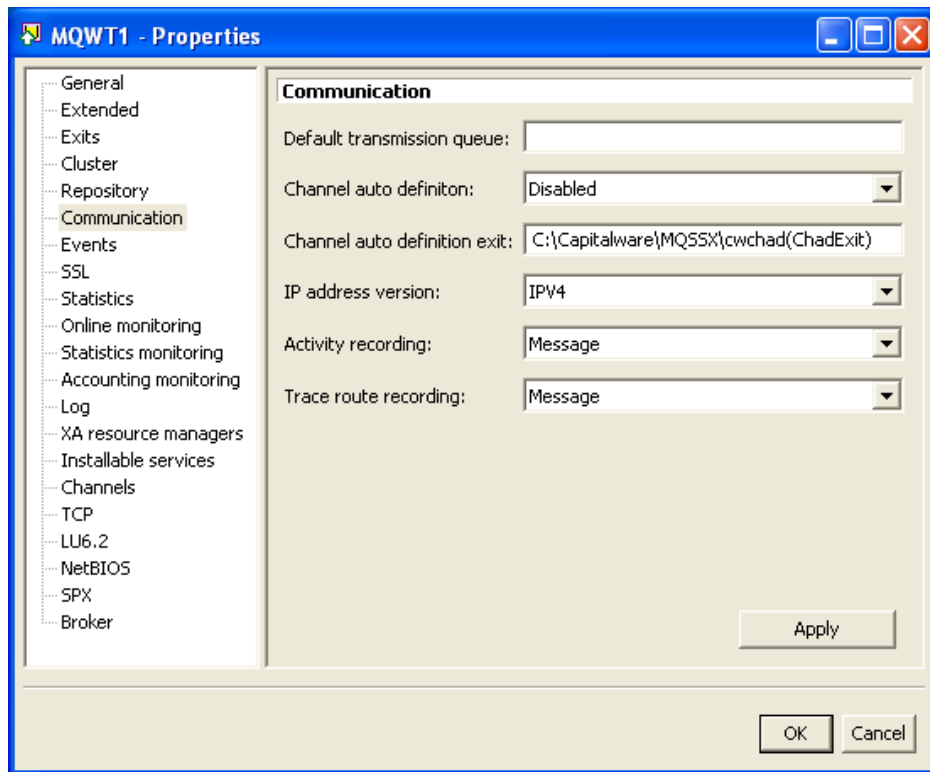 MQWT1 - Properties
General
Extended
Exits
Cluster
Repository
Communication
Events
SSL
Statistics
Online monitoring
Statistics monitoring
Accounting monitoring
Log
XA resource managers
Installable services
Channels
TCP
LU6.2
NetBIOS
SPX
Broker
Communication
Default transmission queue:
Channel auto definiton: Disabled
Channel auto definition exit: C:\Capitalware\MQSSX\cwchad(ChadExit)
IP address version: IPV4
Activity recording: Message
Trace route recording: Message
Apply
OK Cancel